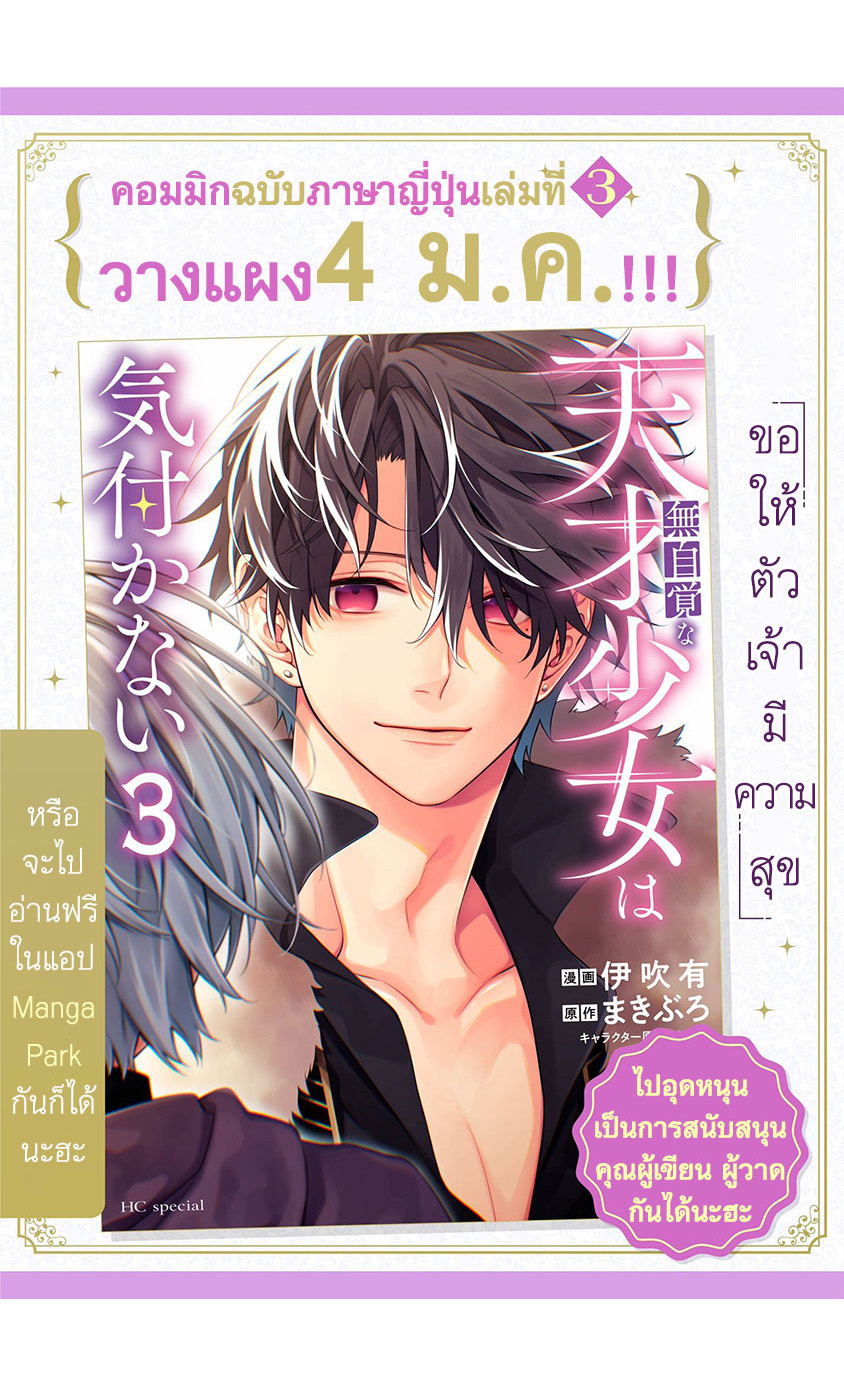 คอมมิกฉบับภาษาญี่ปุ่นเล่มที่ 3
วางแผง 4 ม.ค.!!!
無自覚な
天才少女は
気付かない
3
ขอ
ให้
ตัว
เจ้า
มี
ความ
สุข
หรือ
จะไป
อ่านฟรี
ในแอป
Manga
Park
กันก็ได้
นะฮะ
漫画 伊吹有
原作 まきぶろ
キャラクター
ไปอุดหนุน
เป็นการสนับสนุน
คุณผู้เขียน ผู้วาด
กันได้นะฮะ
HC special